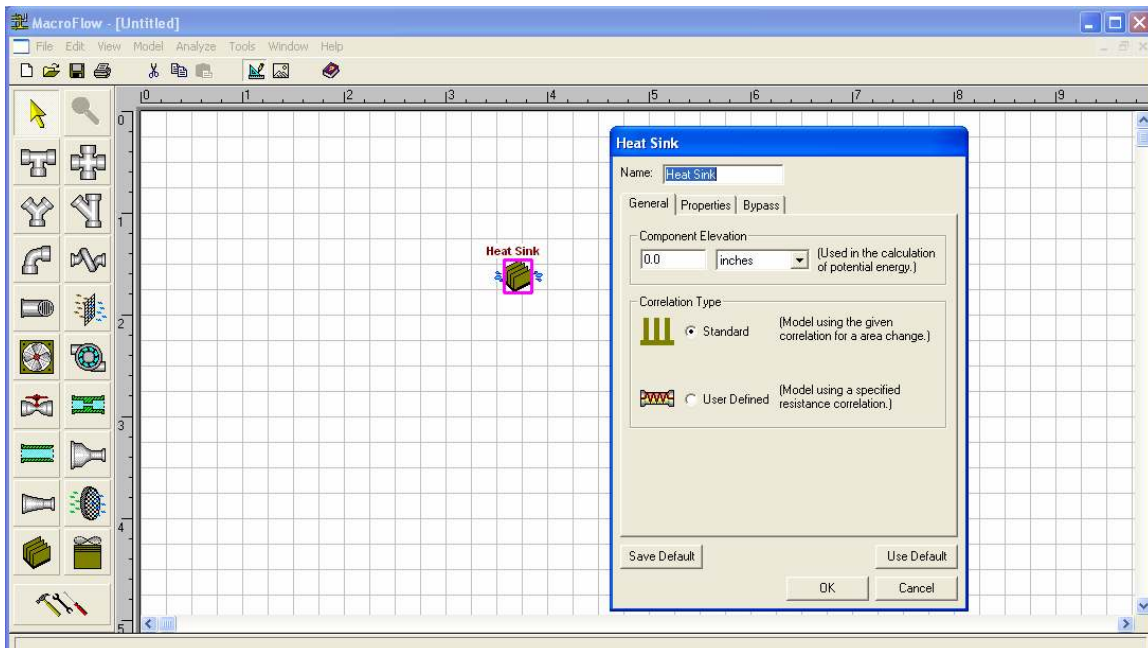 MacroFlow - [Untitled]
File Edit View Model Analyze Tools Window Help
0 1 2 3 4 5 6 7 8 9
0
1
2
3
4
5
Heat Sink
Heat Sink
Name: Heat Sink
General Properties Bypass
Component Elevation
0.0 inches (Used in the calculation
of potential energy.)
Correlation Type
Standard (Model using the given
correlation for a area change.)
User Defined (Model using a specified
resistance correlation.)
Save Default Use Default
OK Cancel